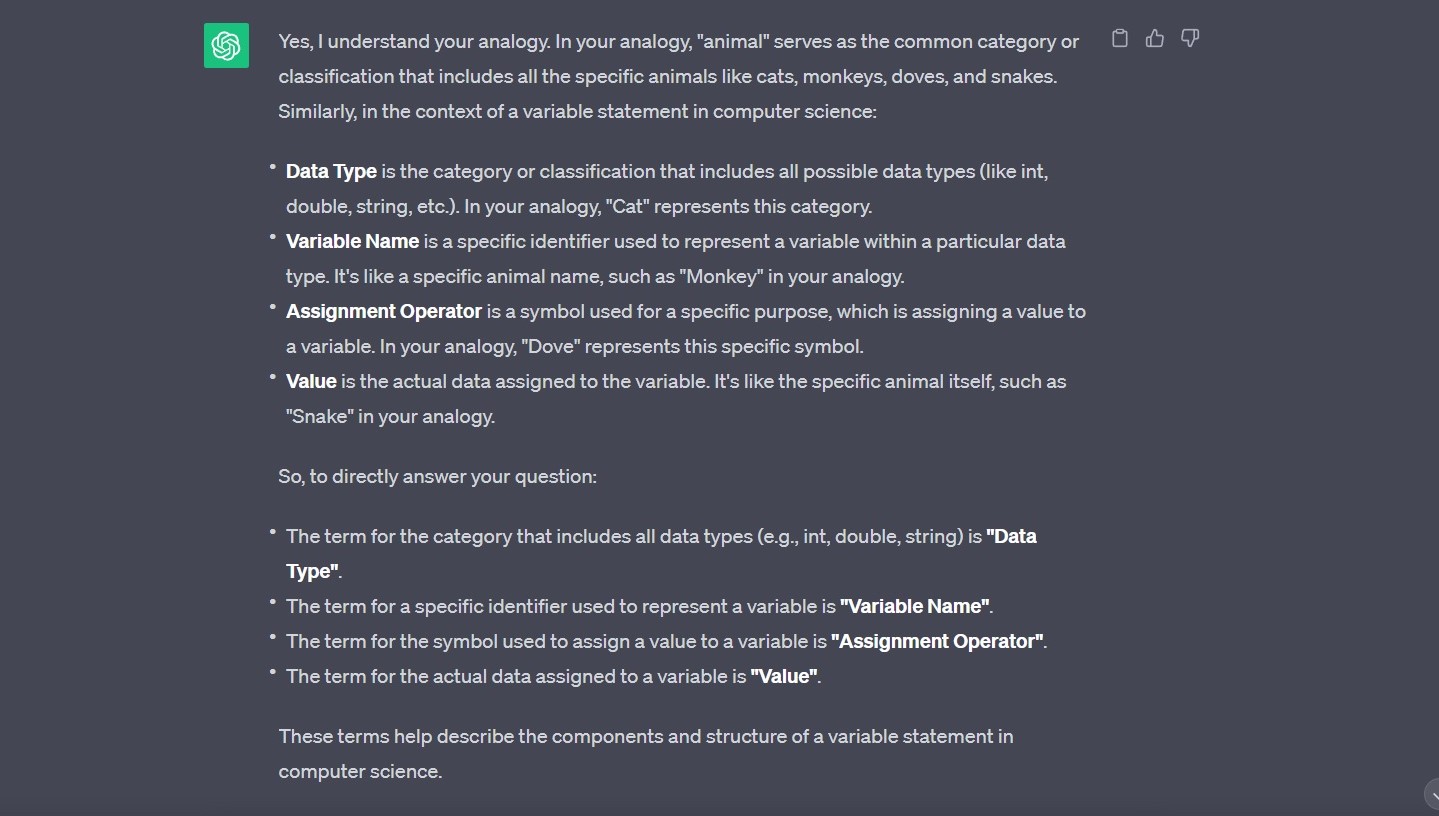 Yes, I understand your analogy. In your analogy, "animal" serves as the common category or
classification that includes all the specific animals like cats, monkeys, doves, and snakes.
Similarly, in the context of a variable statement in computer science:
• Data Type is the category or classification that includes all possible data types (like int,
double, string, etc.). In your analogy, "Cat" represents this category.
• Variable Name is a specific identifier used to represent a variable within a particular data
type. It's like a specific animal name, such as "Monkey" in your analogy.
• Assignment Operator is a symbol used for a specific purpose, which is assigning a value to
a variable. In your analogy, "Dove" represents this specific symbol.
• Value is the actual data assigned to the variable. It's like the specific animal itself, such as
"Snake" in your analogy.
So, to directly answer your question:
• The term for the category that includes all data types (e.g., int, double, string) is "Data
Type".
• The term for a specific identifier used to represent a variable is "Variable Name".
• The term for the symbol used to assign a value to a variable is "Assignment Operator".
• The term for the actual data assigned to a variable is "Value".
These terms help describe the components and structure of a variable statement in
computer science.